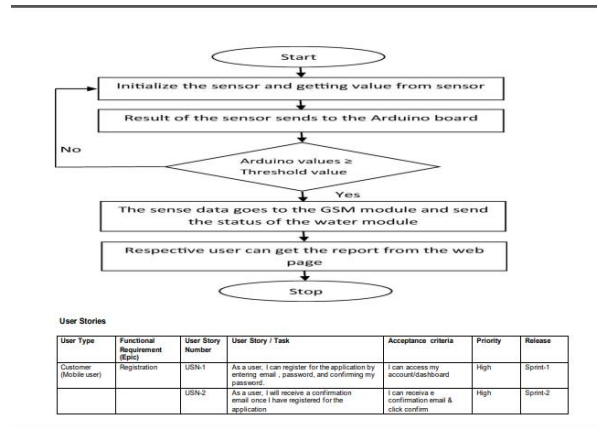 Start
Initialize the sensor and getting value from sensor
Result of the sensor sends to the Arduino board
No
Arduino values ≥
Threshold value
Yes
The sense data goes to the GSM module and send
the status of the water module
Respective user can get the report from the web
page
Stop
User Stories
User Type Functional Requirement (Epic) User Story Number User Story / Task Acceptance criteria Priority Release
Customer (Mobile user) Registration USN-1 As a user, I can register for the application by entering email , password, and confirming my password. I can access my account/dashboard High Sprint-1
USN-2 As a user, I will receive a confirmation email once I have registered for the application I can receiva e confirmation email & click confirm High Sprint-2